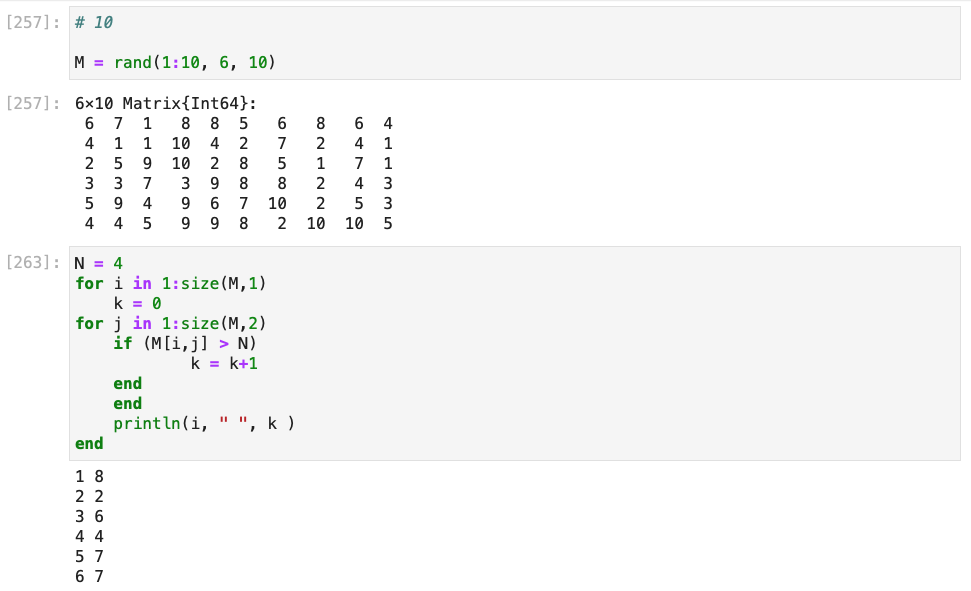 [257]: # 10
M = rand(1:10, 6, 10)
[257]: 6×10 Matrix{Int64}:
 6  7  1   8  8  5   6   8   6  4
 4  1  1  10  4  2   7   2   4  1
 2  5  9  10  2  8   5   1   7  1
 3  3  7   3  9  8   8   2   4  3
 5  9  4   9  6  7  10   2   5  3
 4  4  5   9  9  8   2  10  10  5
[263]: N = 4
for i in 1:size(M,1)
    k = 0
for j in 1:size(M,2)
    if (M[i,j] > N)
            k = k+1
    end
    end
    println(i, " ", k )
end
1 8
2 2
3 6
4 4
5 7
6 7